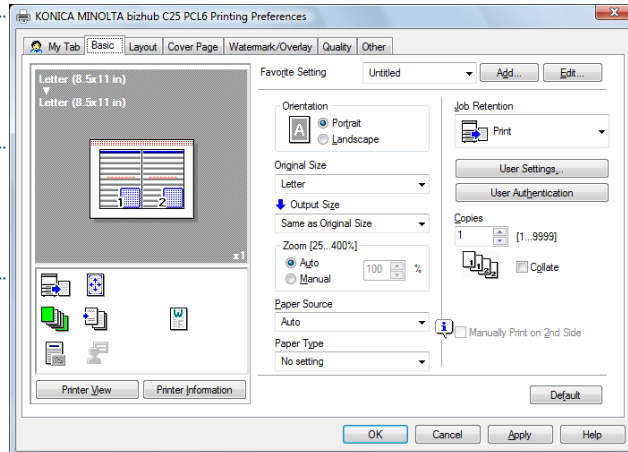 KONICA MINOLTA bizhub C25 PCL6 Printing Preferences
My Tab Basic Layout Cover Page Watermark/Overlay Quality Other
Letter (8.5x11 in)
Letter (8.5x11 in)
1 2
x1
Printer View Printer Information
Favorite Setting Untitled Add... Edit...
Orientation
A
Portrait
Landscape
Original Size
Letter
Output Size
Same as Original Size
Zoom [25...400%]
Auto
Manual
100 %
Paper Source
Auto
Paper Type
No setting
Job Retention
Print
User Settings...
User Authentication
Copies
1 [1...9999]
1 1 2 2 Collate
Manually Print on 2nd Side
Default
OK Cancel Apply Help